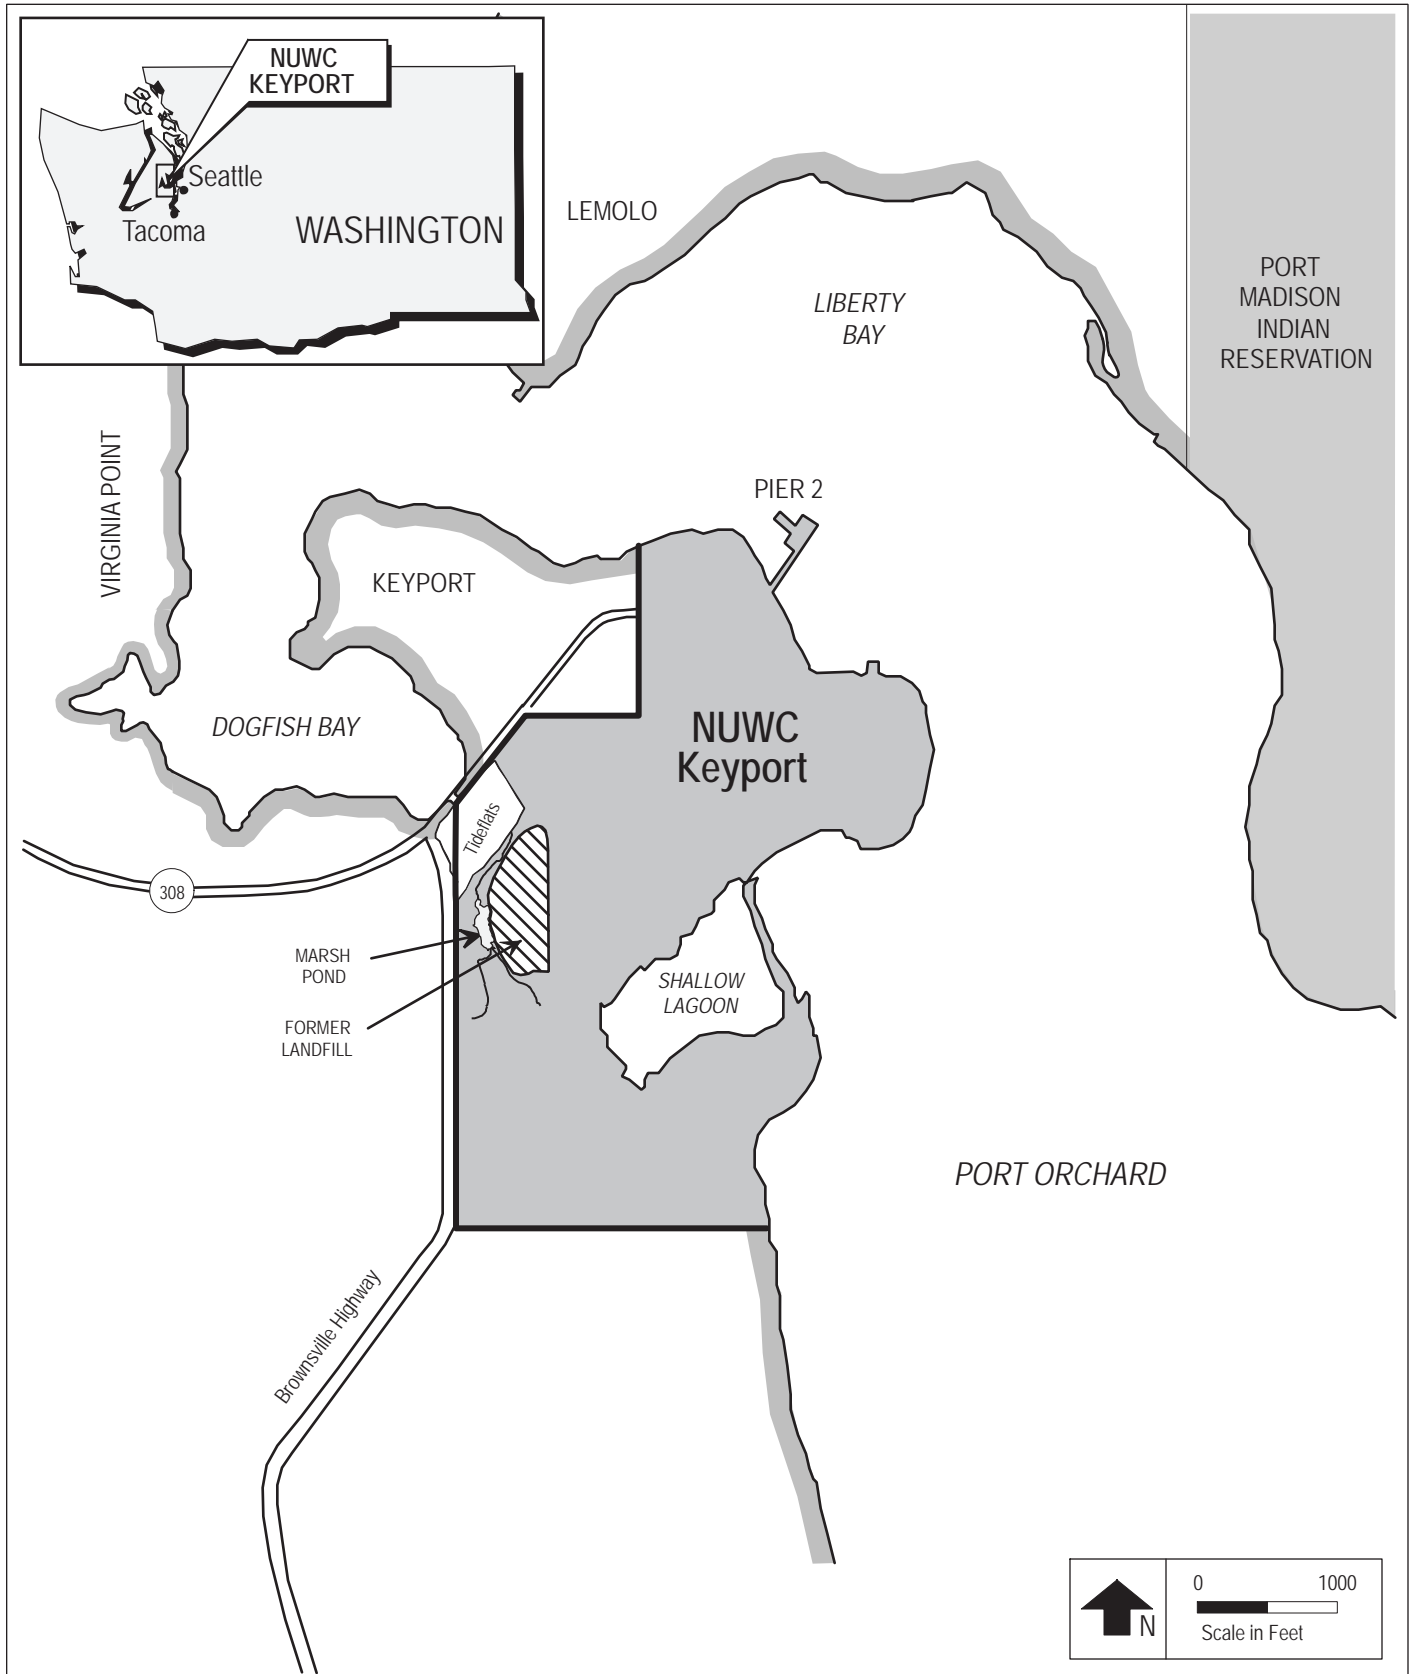 NUWC
KEYPORT
Seattle
Tacoma
WASHINGTON
LEMOLO
LIBERTY
BAY
PORT
MADISON
INDIAN
RESERVATION
VIRGINIA POINT
PIER 2
KEYPORT
DOGFISH BAY
NUWC
Keyport
Tideflats
308
MARSH
POND
SHALLOW
LAGOON
FORMER
LANDFILL
PORT ORCHARD
Brownsville Highway
N
0 1000
Scale in Feet